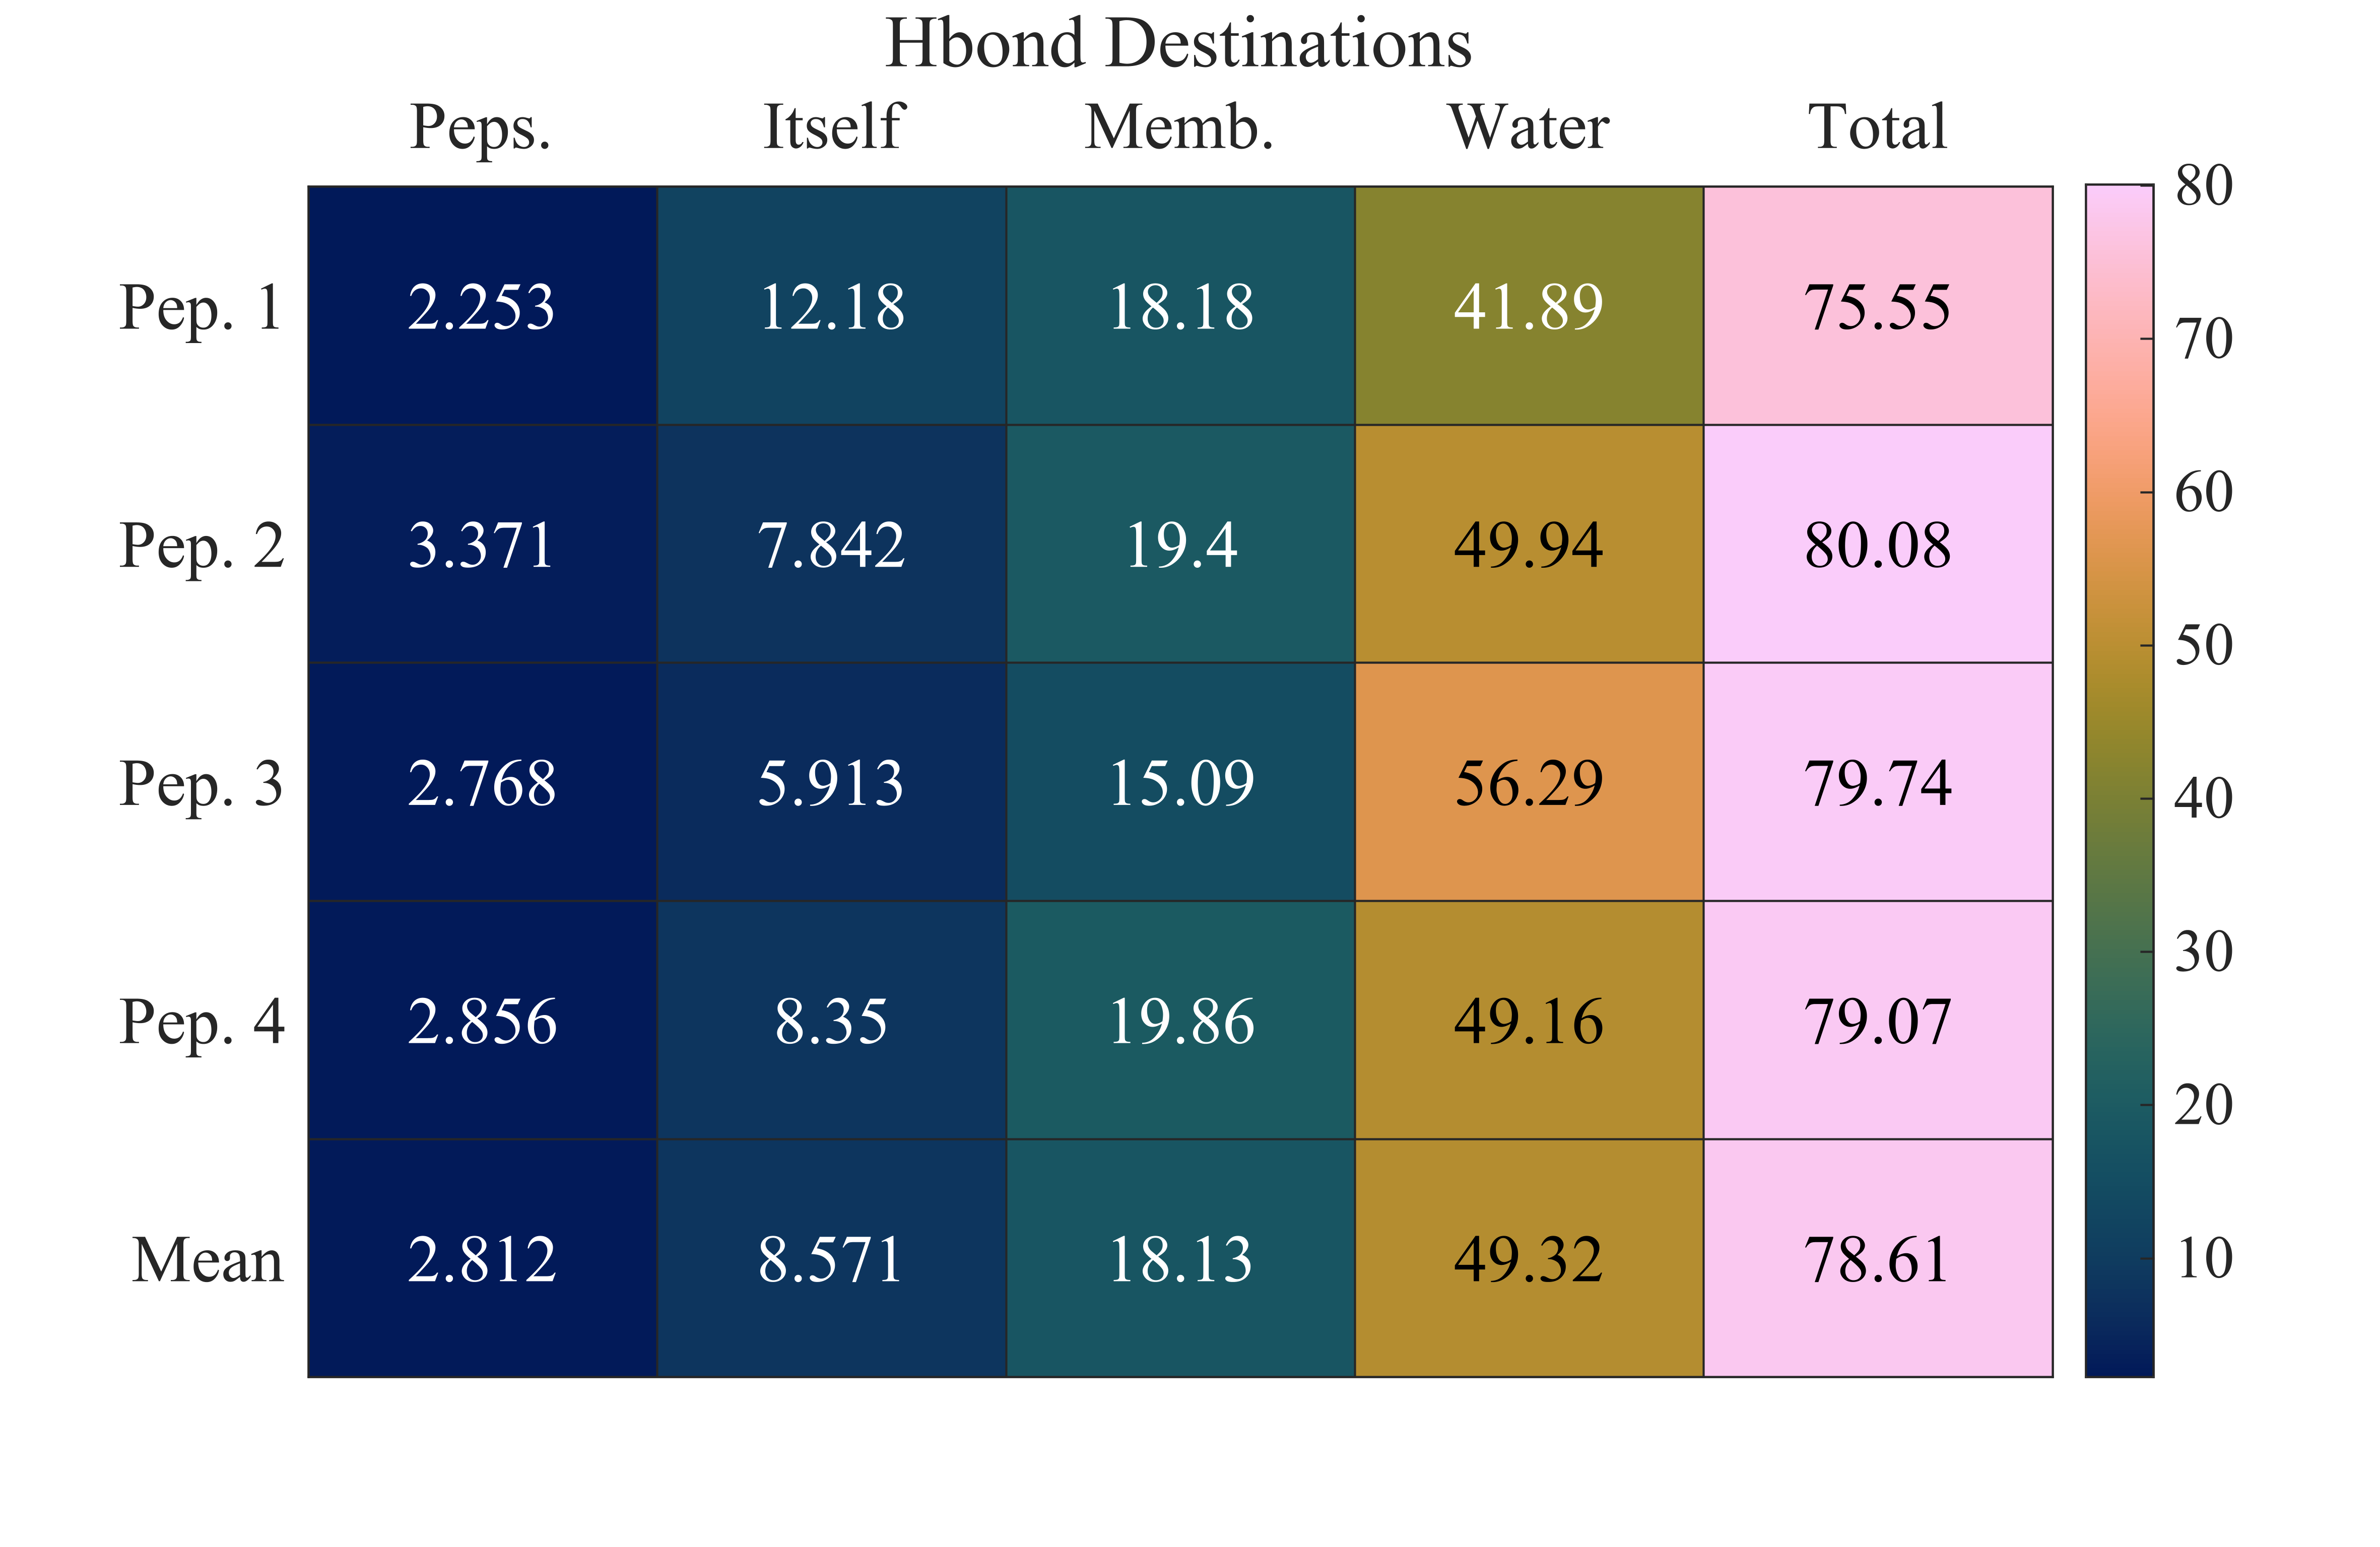 Hbond Destinations
Peps. Itself Memb. Water Total
80
Pep. 1 2.253 12.18 18.18 41.89 75.55
70
60
Pep. 2 3.371 7.842 19.4 49.94 80.08
50
Pep. 3 2.768 5.913 15.09 56.29 79.74
40
30
Pep. 4 2.856 8.35 19.86 49.16 79.07
20
Mean 2.812 8.571 18.13 49.32 78.61
10